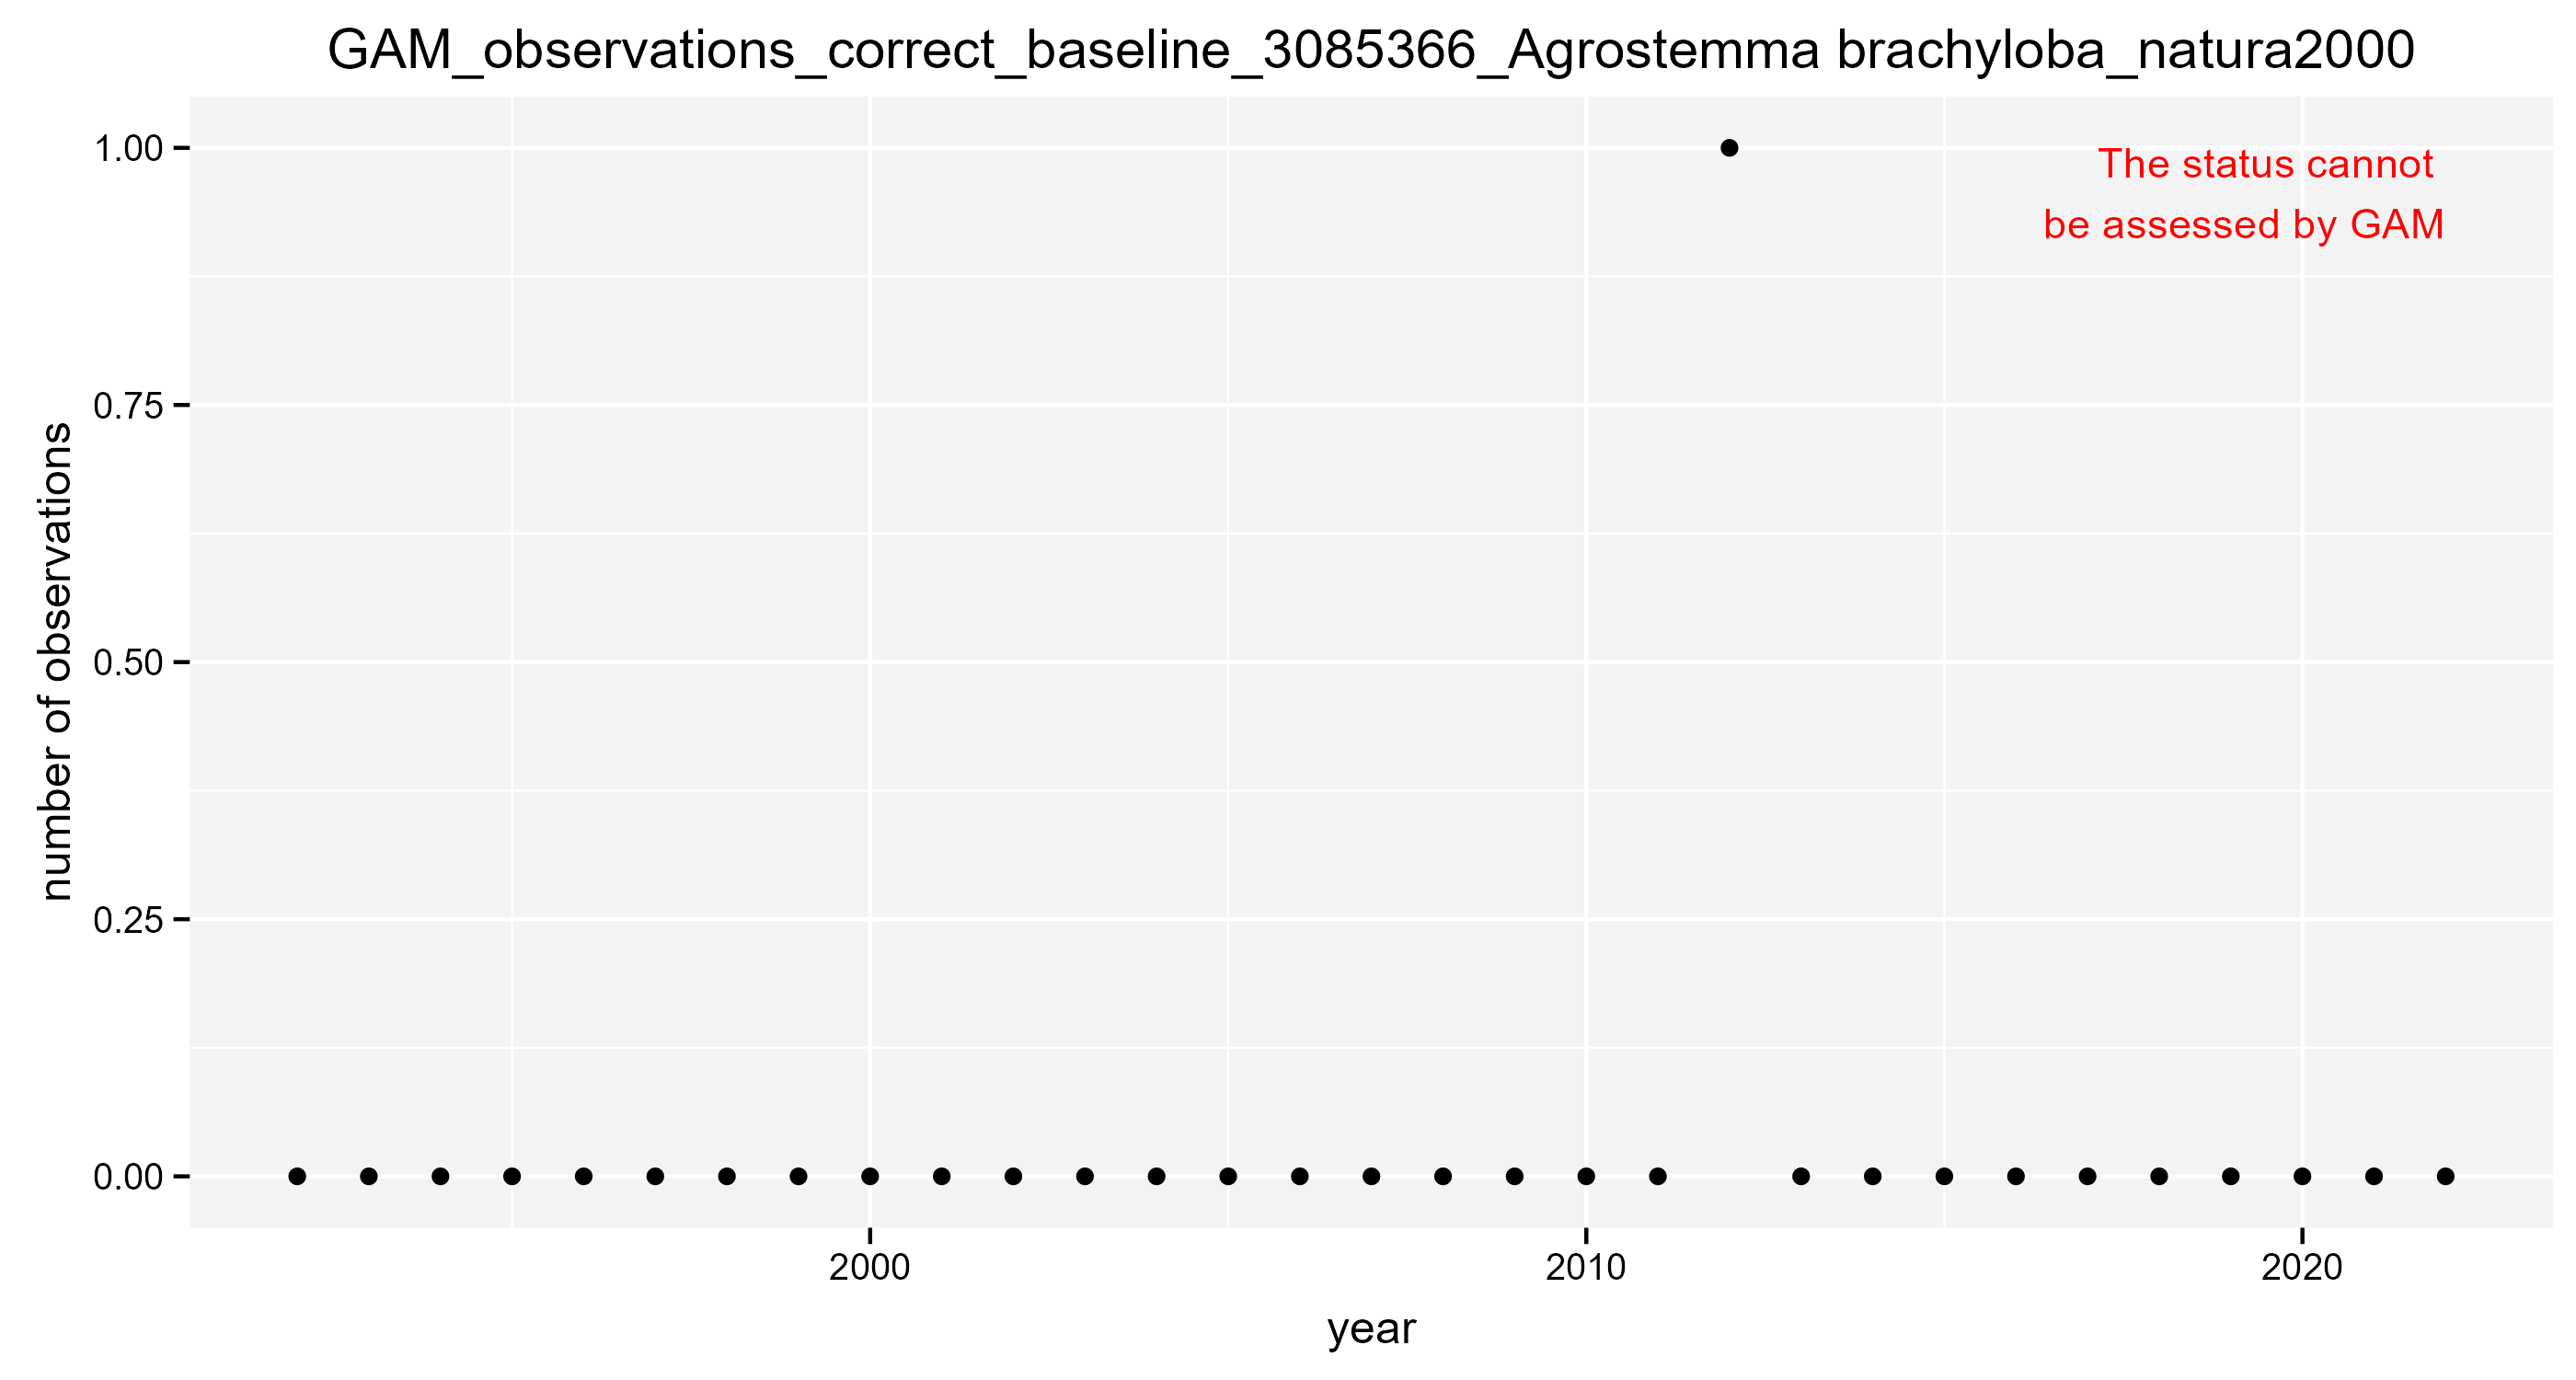 GAM_observations_correct_baseline_3085366_Agrostemma brachyloba_natura2000
The status cannot
be assessed by GAM
number of observations
1.00
0.75
0.50
0.25
0.00
2000
2010
2020
year